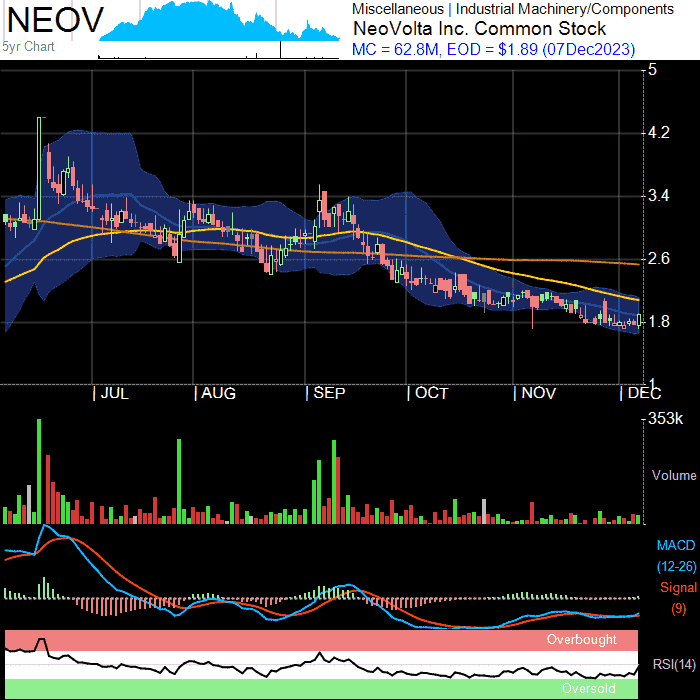 NEOV
5yr Chart
Miscellaneous | Industrial Machinery/Components
NeoVolta Inc. Common Stock
MC = 62.8M, EOD = $1.89 (07Dec2023)
5
4.2
3.4
2.6
1.8
1
JUL AUG SEP OCT NOV DEC
353k
Volume
MACD
(12-26)
Signal
(9)
Overbought
RSI(14)
Oversold